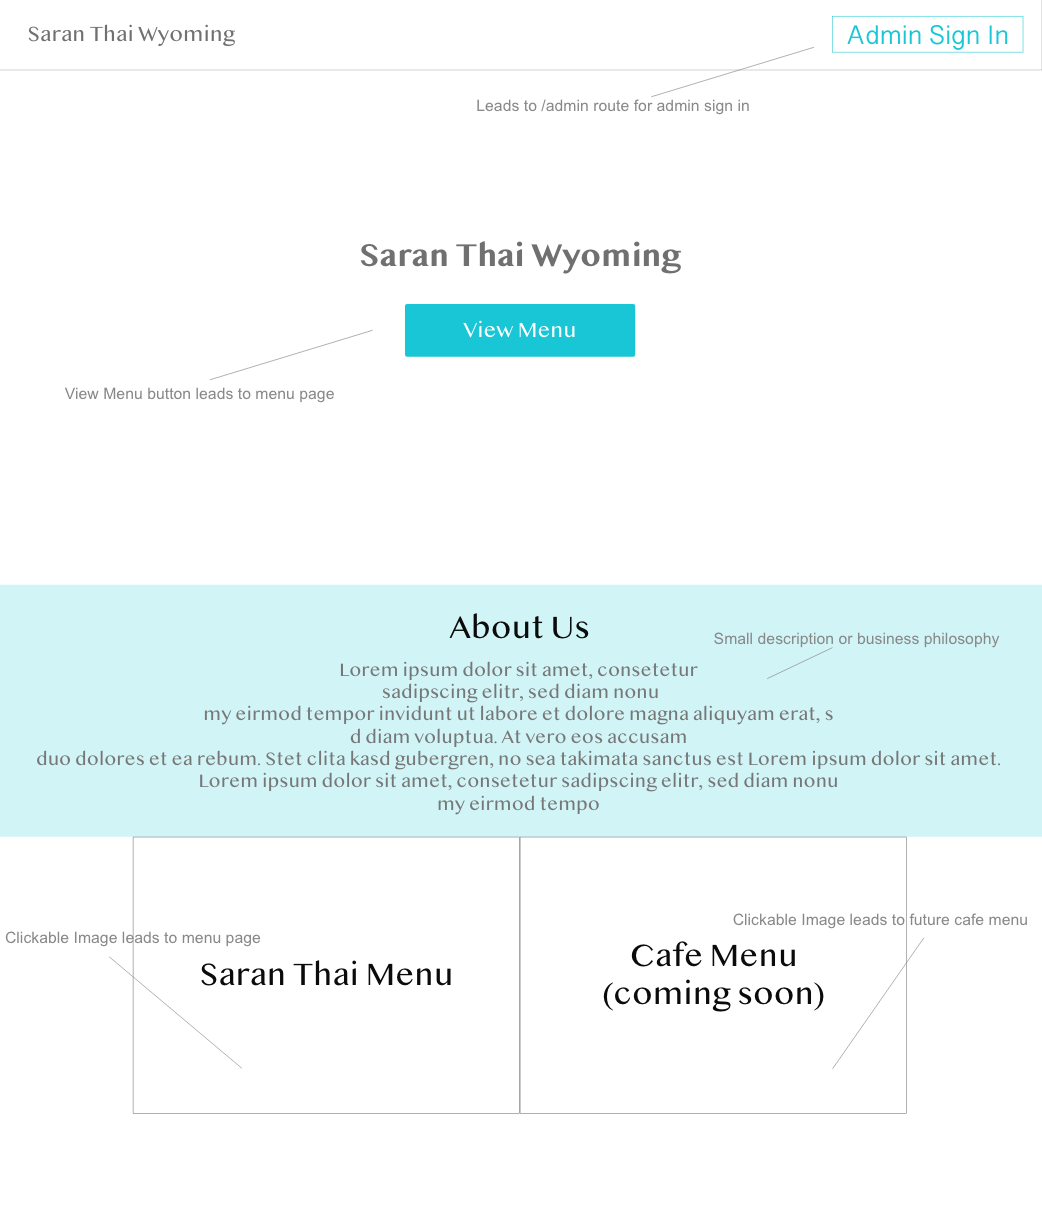 Saran Thai Wyoming
Admin Sign In
Leads to /admin route for admin sign in
Saran Thai Wyoming
View Menu
View Menu button leads to menu page
About Us
Small description or business philosophy
Lorem ipsum dolor sit amet, consetetur
sadipscing elitr, sed diam nonu
my eirmod tempor invidunt ut labore et dolore magna aliquyam erat, s
d diam voluptua. At vero eos accusam
duo dolores et ea rebum. Stet clita kasd gubergren, no sea takimata sanctus est Lorem ipsum dolor sit amet.
Lorem ipsum dolor sit amet, consetetur sadipscing elitr, sed diam nonu
my eirmod tempo
Clickable Image leads to menu page
Saran Thai Menu
Clickable Image leads to future cafe menu
Cafe Menu
(coming soon)